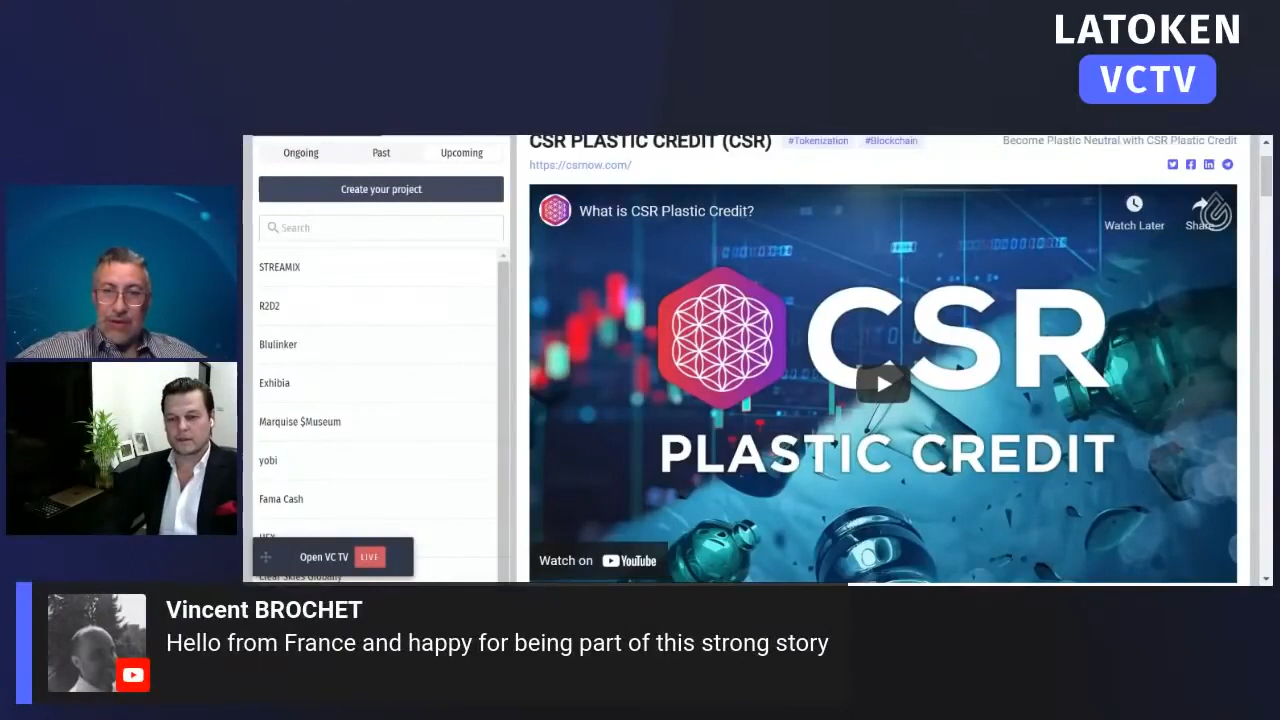 LATOKEN
VCTV
Ongoing Past Upcoming
Create your project
Search
STREAMIX
R2D2
Blulinker
Exhibia
Marquise $Museum
yobi
Fama Cash
Open VC TV LIVE
Clear Skies Globally
CSR PLASTIC CREDIT (CSR) #Tokenization #Blockchain Become Plastic Neutral with CSR Plastic Credit
https://csrnow.com/
What is CSR Plastic Credit?
Watch Later Share
CSR
PLASTIC CREDIT
Watch on YouTube
Vincent BROCHET
Hello from France and happy for being part of this strong story